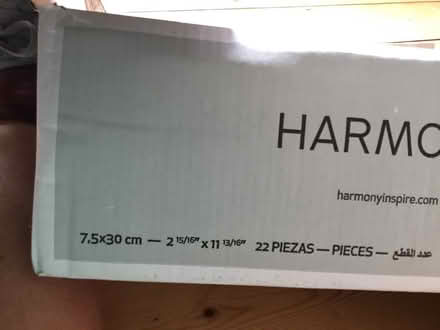 HARMO
harmonyinspire.com
7,5x30 cm — 2 15/16" x 11 13/16" 22 PIEZAS — PIECES — عدد القطع